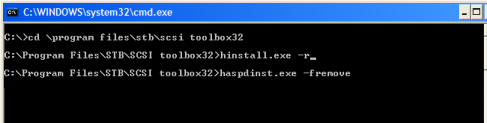 C:\WINDOWS\system32\cmd.exe
C:\>cd \program files\stb\scsi toolbox32
C:\Program Files\STB\SCSI toolbox32>hinstall.exe -r_
C:\Program Files\STB\SCSI toolbox32>haspdinst.exe -fremove